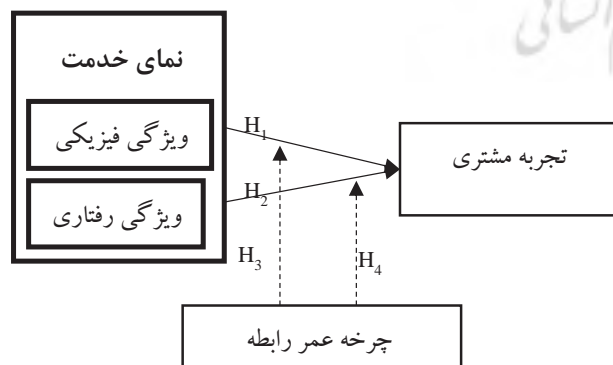 نمای خدمت
ویژگی فیزیکی
ویژگی رفتاری
H₁
H₂
H₃
H₄
تجربه مشتری
چرخه عمر رابطه